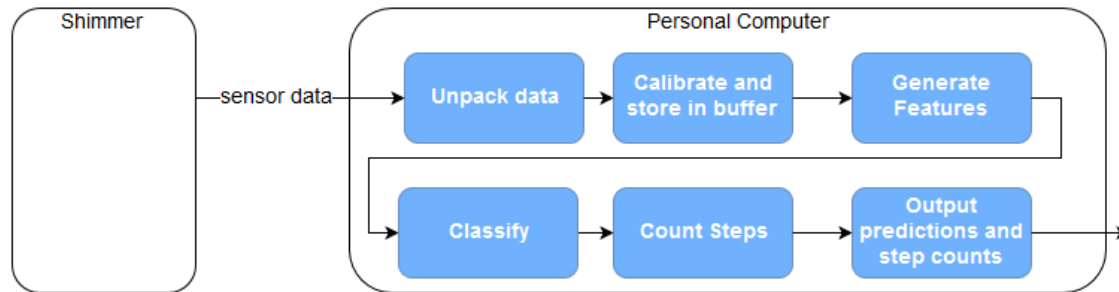 Shimmer
Personal Computer
sensor data
Unpack data
Calibrate and
store in buffer
Generate
Features
Classify
Count Steps
Output
predictions and
step counts